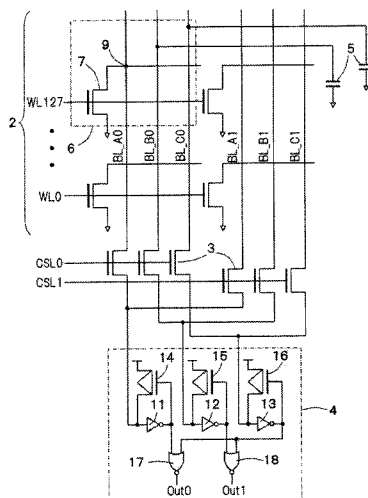 9
7
5
WL127
2
6
BL_A0
BL_B0
BL_C0
BL_A1
BL_B1
BL_C1
WL0
CSL0
3
CSL1
14
15
16
4
11
12
13
17
18
Out0
Out1